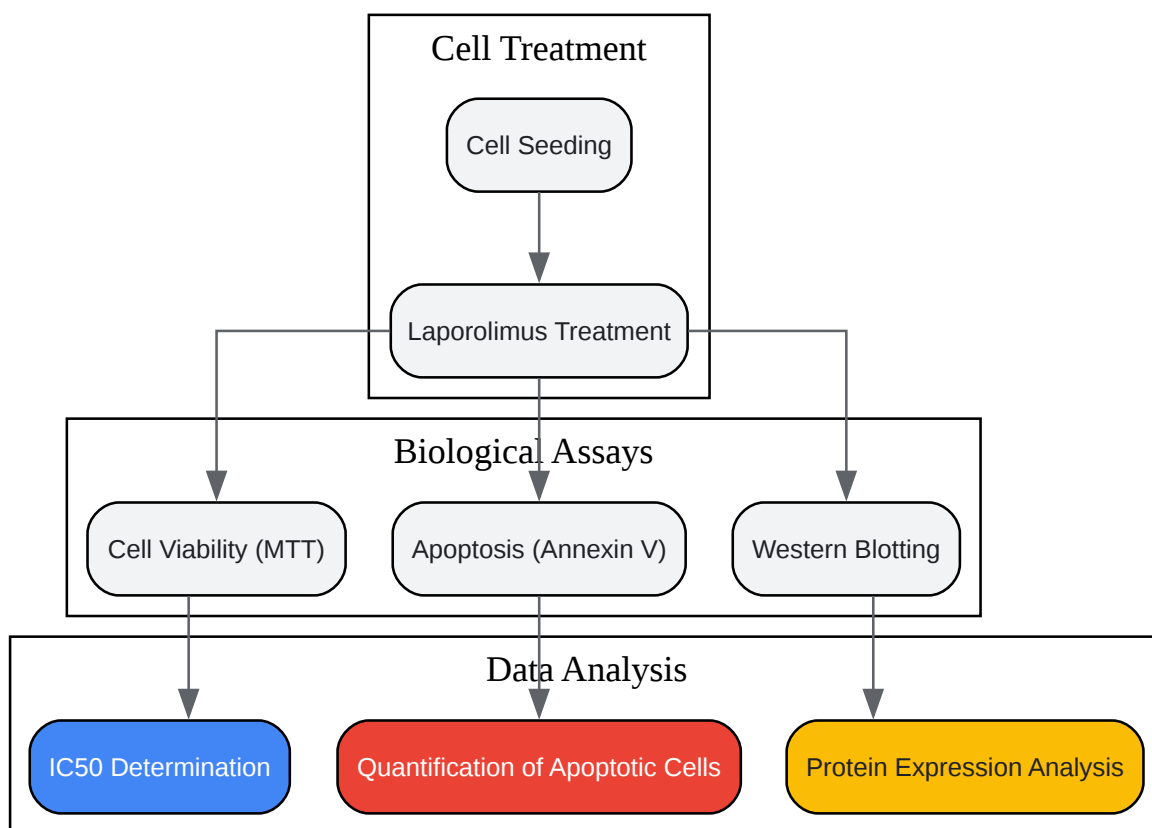 Cell Treatment
Cell Seeding
Laporolimus Treatment
Biological Assays
Cell Viability (MTT)
Apoptosis (Annexin V)
Western Blotting
Data Analysis
IC50 Determination
Quantification of Apoptotic Cells
Protein Expression Analysis